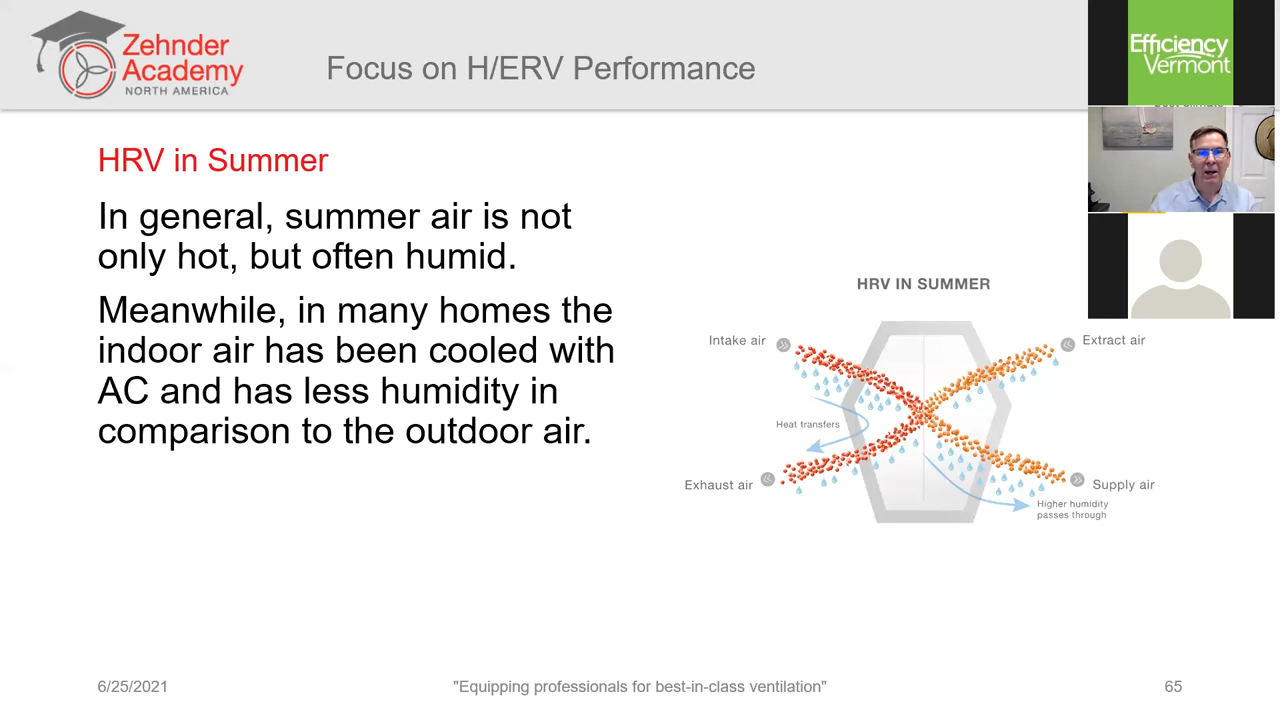 Zehnder
Academy
NORTH AMERICA
Focus on H/ERV Performance
Efficiency
Vermont
HRV in Summer
In general, summer air is not
only hot, but often humid.
Meanwhile, in many homes the
indoor air has been cooled with
AC and has less humidity in
comparison to the outdoor air.
HRV IN SUMMER
Intake air
Extract air
Heat transfers
Exhaust air
Supply air
Higher humidity
passes through
6/25/2021
"Equipping professionals for best-in-class ventilation"
65